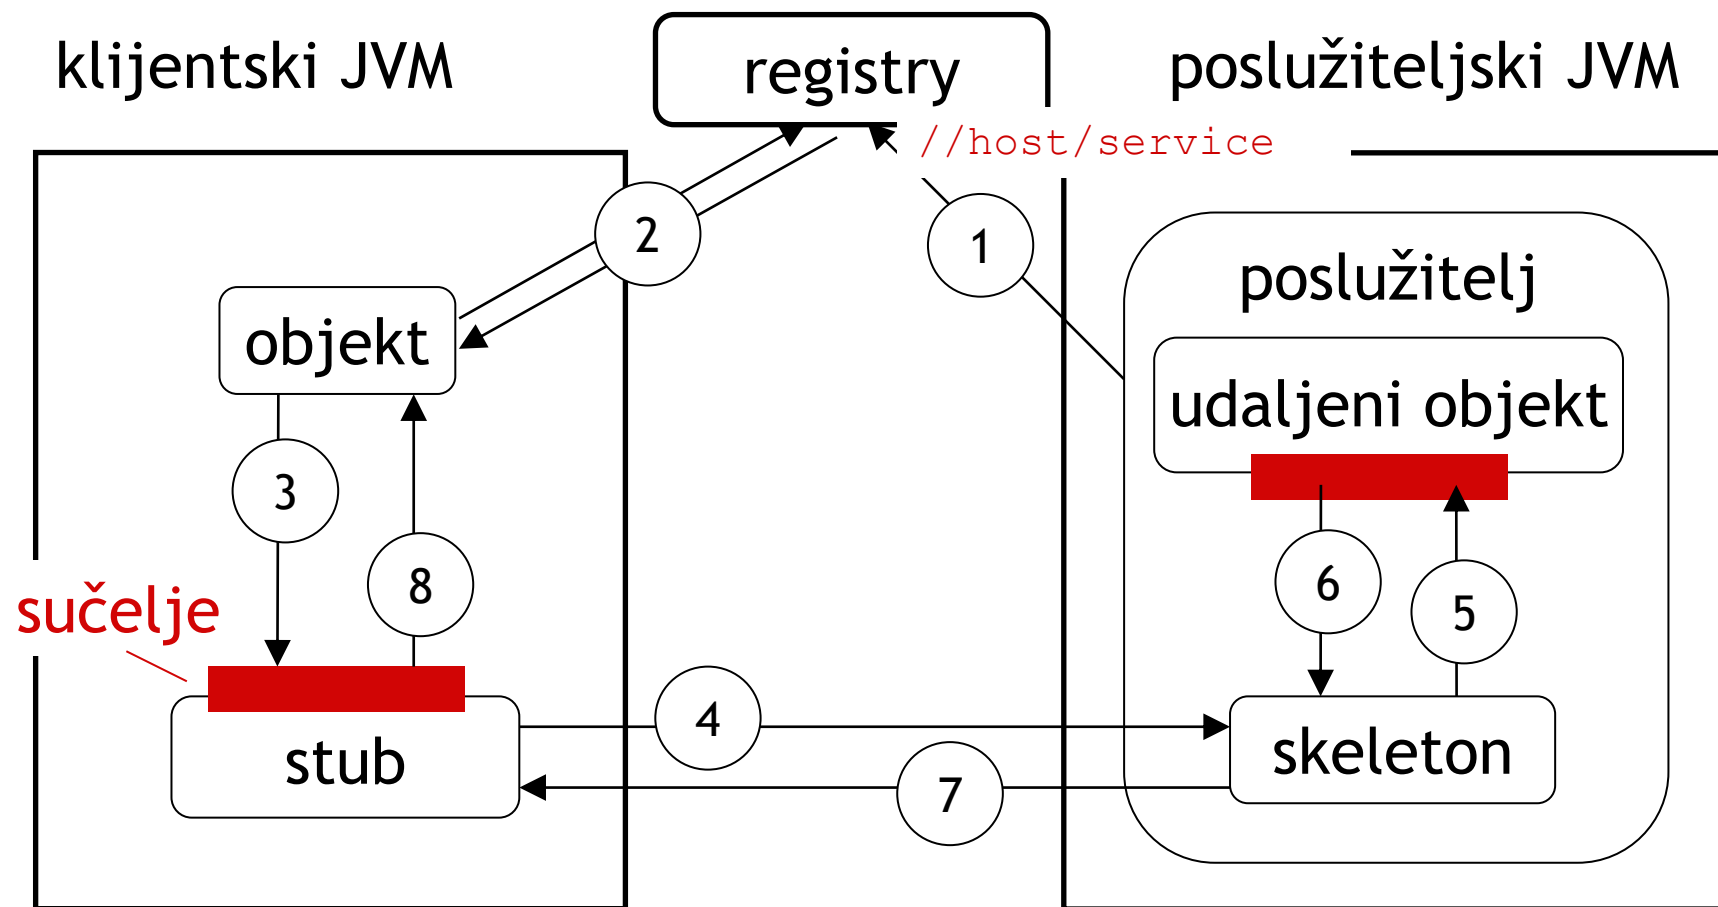 klijentski JVM
registry
poslužiteljski JVM
//host/service
2
1
poslužitelj
objekt
udaljeni objekt
3
8
6
5
sučelje
4
stub
skeleton
7